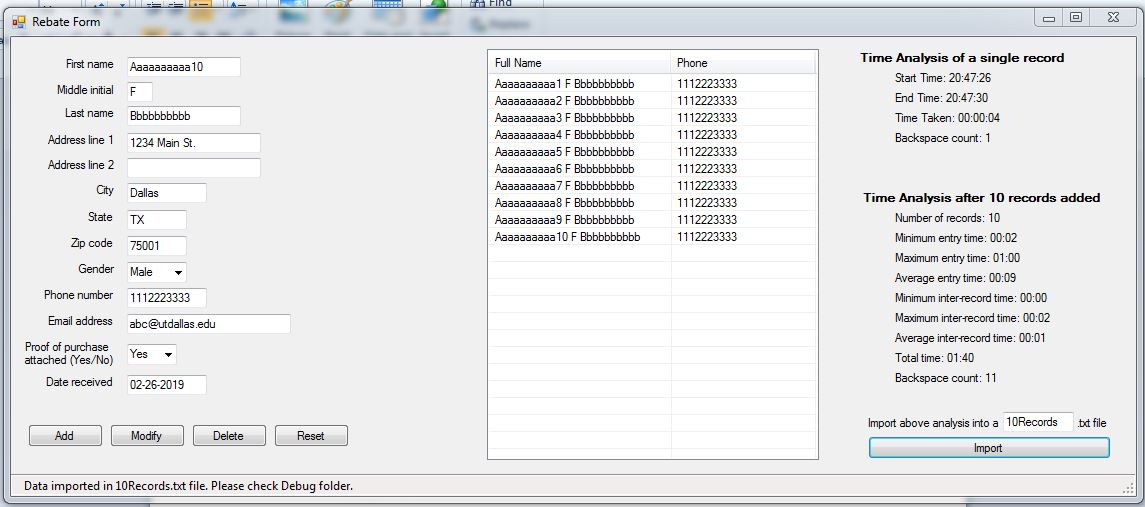 Find
Replace
Rebate Form
First name Aaaaaaaaaa10
Middle initial F
Last name Bbbbbbbbbb
Address line 1 1234 Main St.
Address line 2
City Dallas
State TX
Zip code 75001
Gender Male
Phone number 1112223333
Email address abc@utdallas.edu
Proof of purchase
attached (Yes/No) Yes
Date received 02-26-2019
Add Modify Delete Reset
Full Name Phone
Aaaaaaaaaa1 F Bbbbbbbbbb 1112223333
Aaaaaaaaaa2 F Bbbbbbbbbb 1112223333
Aaaaaaaaaa3 F Bbbbbbbbbb 1112223333
Aaaaaaaaaa4 F Bbbbbbbbbb 1112223333
Aaaaaaaaaa5 F Bbbbbbbbbb 1112223333
Aaaaaaaaaa6 F Bbbbbbbbbb 1112223333
Aaaaaaaaaa7 F Bbbbbbbbbb 1112223333
Aaaaaaaaaa8 F Bbbbbbbbbb 1112223333
Aaaaaaaaaa9 F Bbbbbbbbbb 1112223333
Aaaaaaaaaa10 F Bbbbbbbbbb 1112223333
Time Analysis of a single record
Start Time: 20:47:26
End Time: 20:47:30
Time Taken: 00:00:04
Backspace count: 1
Time Analysis after 10 records added
Number of records: 10
Minimum entry time: 00:02
Maximum entry time: 01:00
Average entry time: 00:09
Minimum inter-record time: 00:00
Maximum inter-record time: 00:02
Average inter-record time: 00:01
Total time: 01:40
Backspace count: 11
Import above analysis into a 10Records .txt file
Import
Data imported in 10Records.txt file. Please check Debug folder.